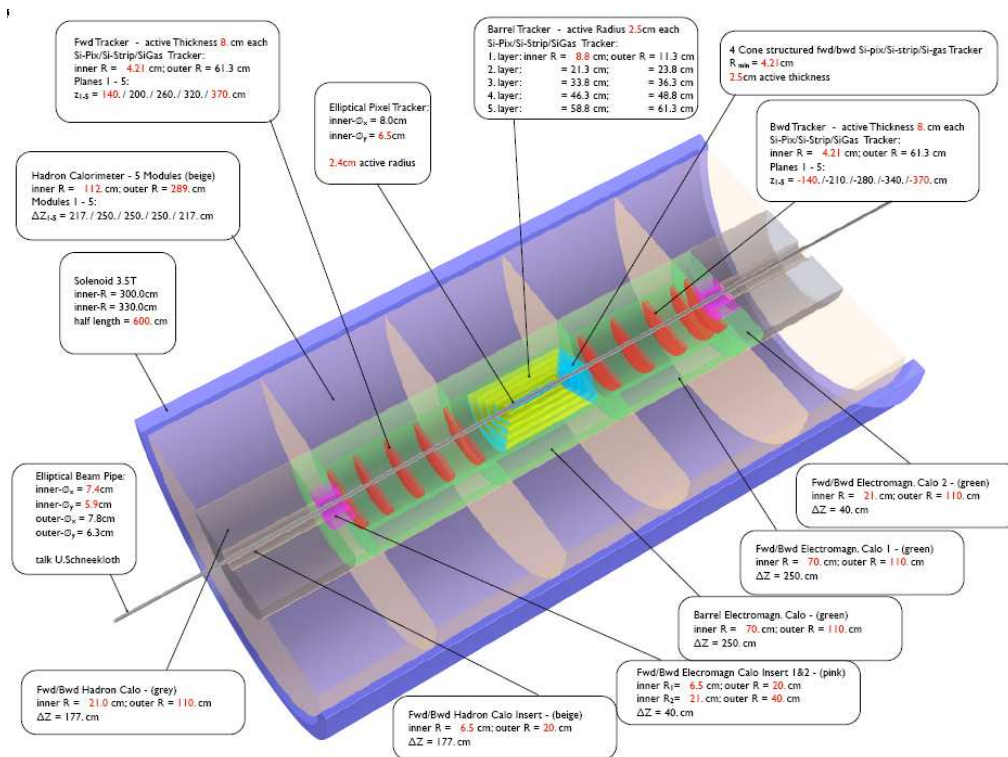 Fwd Tracker - active Thickness 8. cm each
Si-Pix/Si-Strip/SiGas Tracker:
inner R = 4.21 cm; outer R = 61.3 cm
Planes 1 - 5:
z1-5 = 140. / 200. / 260. / 320. / 370. cm
Elliptical Pixel Tracker:
inner-∅x = 8.0cm
inner-∅y = 6.5cm
2.4cm active radius
Barrel Tracker - active Radius 2.5cm each
Si-Pix/Si-Strip/SiGas Tracker:
1. layer: inner R = 8.8 cm; outer R = 11.3 cm
2. layer: = 21.3 cm; = 23.8 cm
3. layer: = 33.8 cm; = 36.3 cm
4. layer: = 46.3 cm; = 48.8 cm
5. layer: = 58.8 cm; = 61.3 cm
4 Cone structured fwd/bwd Si-pix/Si-strip/Si-gas Tracker
R min = 4.21cm
2.5cm active thickness
Bwd Tracker - active Thickness 8. cm each
Si-Pix/Si-Strip/SiGas Tracker:
inner R = 4.21 cm; outer R = 61.3 cm
Planes 1 - 5:
z1-5 = -140. /-210. /-280. /-340. /-370. cm
Hadron Calorimeter - 5 Modules (beige)
inner R = 112. cm; outer R = 289. cm
Modules 1 - 5:
ΔZ1-5 = 217. / 250. / 250. / 250. / 217. cm
Solenoid 3.5T
inner-R = 300.0cm
inner-R = 330.0cm
half length = 600. cm
Elliptical Beam Pipe:
inner-∅x = 7.4cm
inner-∅y = 5.9cm
outer-∅x = 7.8cm
outer-∅y = 6.3cm
talk U.Schneekloth
Fwd/Bwd Electromagn. Calo 2 - (green)
inner R = 21. cm; outer R = 110. cm
ΔZ = 40. cm
Fwd/Bwd Electromagn. Calo 1 - (green)
inner R = 70. cm; outer R = 110. cm
ΔZ = 250. cm
Barrel Electromagn. Calo - (green)
inner R = 70. cm; outer R = 110. cm
ΔZ = 250. cm
Fwd/Bwd Elecromagn Calo Insert 1&2 - (pink)
inner R1= 6.5 cm; outer R = 20. cm
inner R2= 21. cm; outer R = 40. cm
ΔZ = 40. cm
Fwd/Bwd Hadron Calo - (grey)
inner R = 21.0 cm; outer R = 110. cm
ΔZ = 177. cm
Fwd/Bwd Hadron Calo Insert - (beige)
inner R = 6.5 cm; outer R = 20. cm
ΔZ = 177. cm